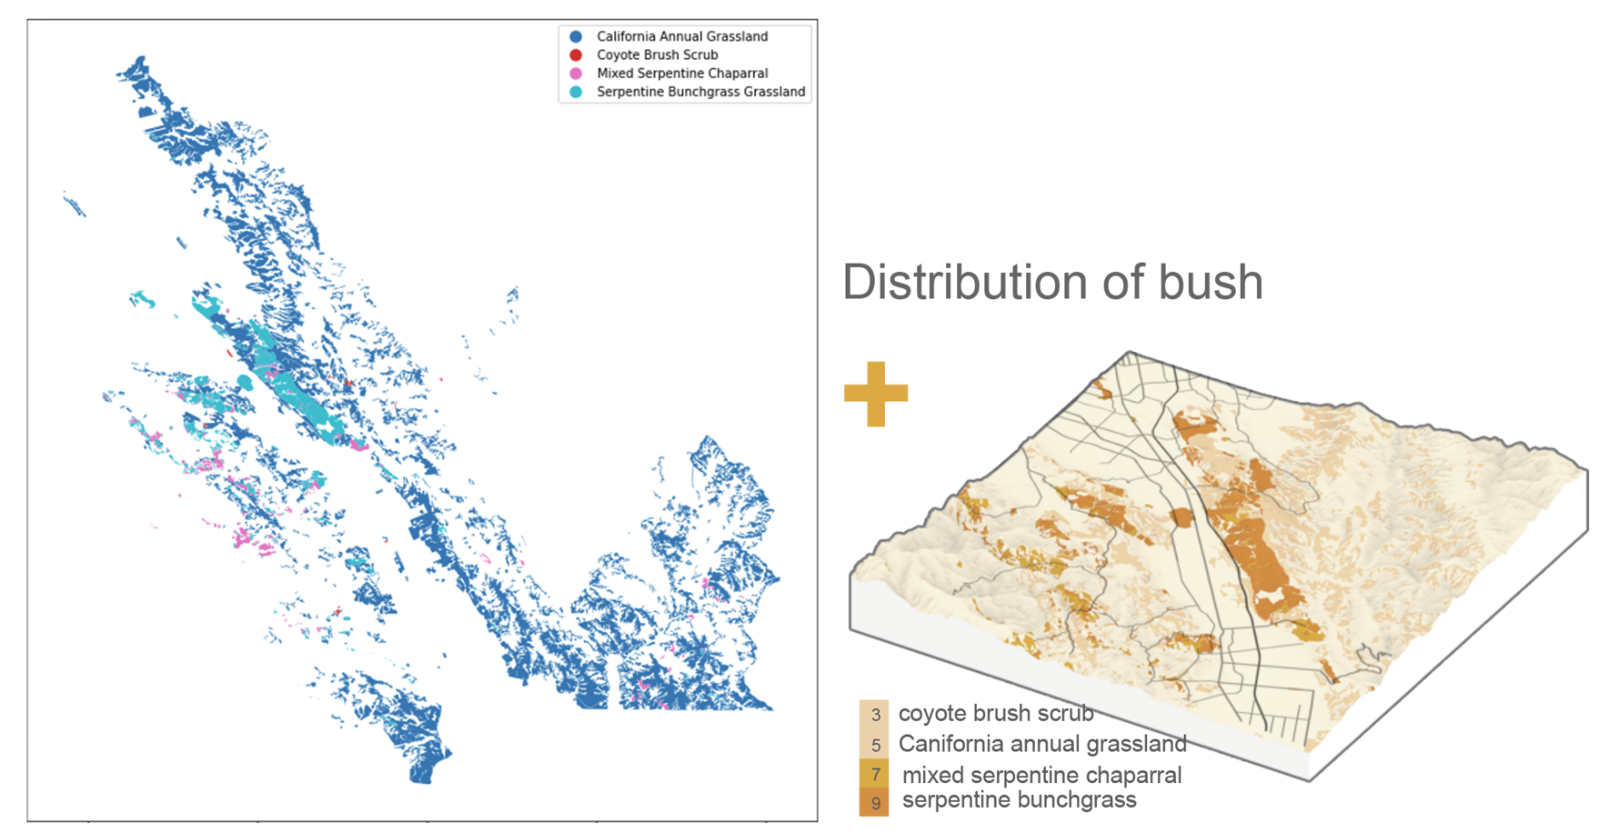 California Annual Grassland
Coyote Brush Scrub
Mixed Serpentine Chaparral
Serpentine Bunchgrass Grassland
Distribution of bush
3 coyote brush scrub
5 Canifornia annual grassland
7 mixed serpentine chaparral
9 serpentine bunchgrass